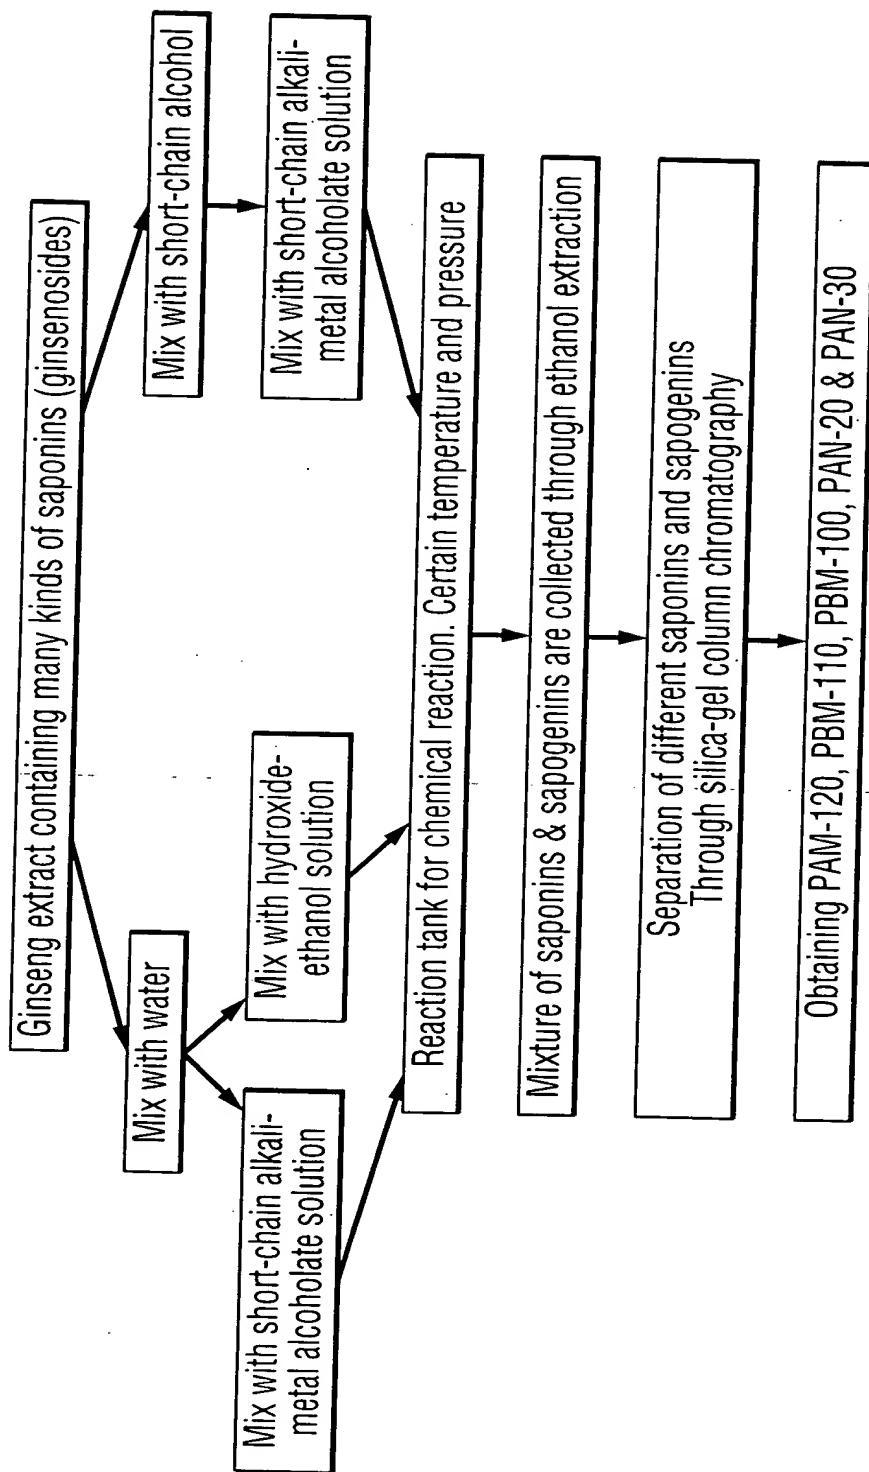 Ginseng extract containing many kinds of saponins (ginsenosides)
Mix with water
Mix with short-chain alcohol
Mix with short-chain alkali-
metal alcoholate solution
Mix with hydroxide-
ethanol solution
Mix with short-chain alkali-
metal alcoholate solution
Reaction tank for chemical reaction. Certain temperature and pressure
Mixture of saponins & sapogenins are collected through ethanol extraction
Separation of different saponins and sapogenins
Through silica-gel column chromatography
Obtaining PAM-120, PBM-110, PBM-100, PAN-20 & PAN-30